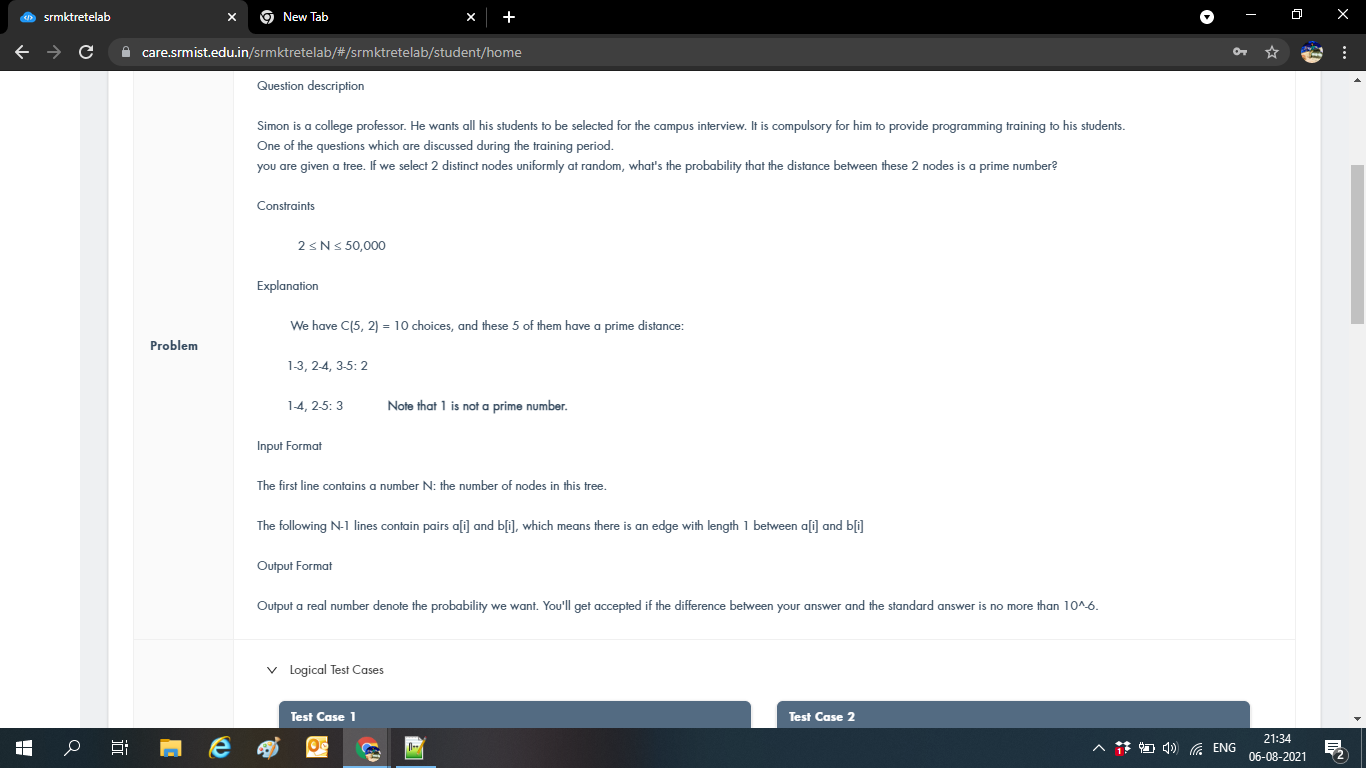 srmktretelab
New Tab
care.srmist.edu.in/srmktretelab/#/srmktretelab/student/home
Question description
Simon is a college professor. He wants all his students to be selected for the campus interview. It is compulsory for him to provide programming training to his students.
One of the questions which are discussed during the training period.
you are given a tree. If we select 2 distinct nodes uniformly at random, what's the probability that the distance between these 2 nodes is a prime number?
Constraints
2 ≤ N ≤ 50,000
Explanation
We have C(5, 2) = 10 choices, and these 5 of them have a prime distance:
Problem
1-3, 2-4, 3-5: 2
1-4, 2-5: 3 Note that 1 is not a prime number.
Input Format
The first line contains a number N: the number of nodes in this tree.
The following N-1 lines contain pairs a[i] and b[i], which means there is an edge with length 1 between a[i] and b[i]
Output Format
Output a real number denote the probability we want. You'll get accepted if the difference between your answer and the standard answer is no more than 10^-6.
Logical Test Cases
Test Case 1
Test Case 2
ENG
21:34
06-08-2021
2